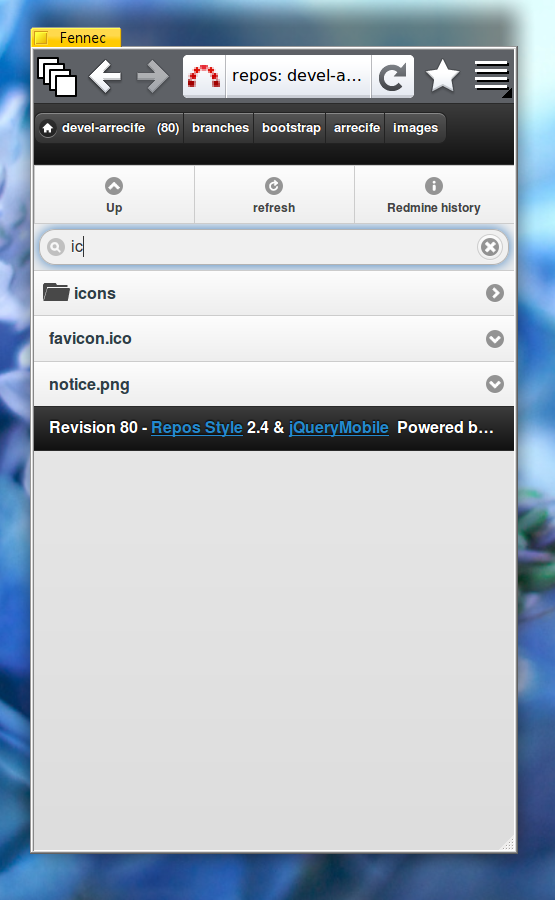 Fennec
repos: devel-a...
devel-arrecife (80) branches bootstrap arrecife images
Up refresh Redmine history
ic
icons
favicon.ico
notice.png
Revision 80 - Repos Style 2.4 & jQueryMobile Powered b...